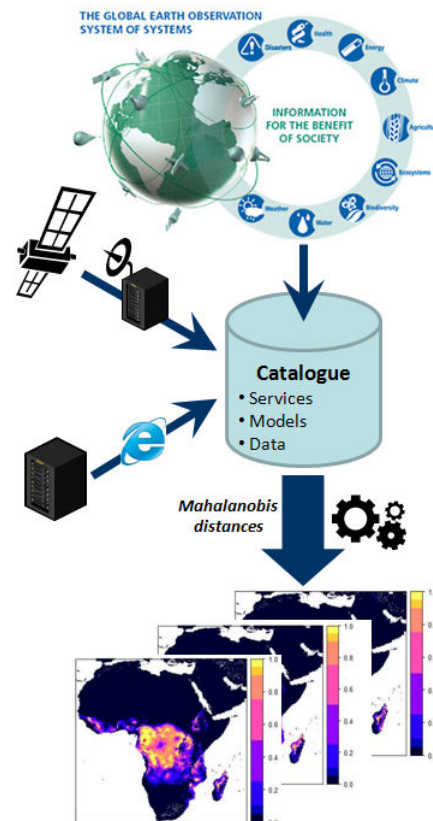 THE GLOBAL EARTH OBSERVATION
SYSTEM OF SYSTEMS
Disasters
Health
Energy
Climate
Agricultu
Ecosystems
Biodiversity
Water
Weather
INFORMATION
FOR THE BENEFIT
OF SOCIETY
Catalogue
• Services
• Models
• Data
Mahalanobis
distances
1.0
0.8
0.6
0.4
0.2
0.0